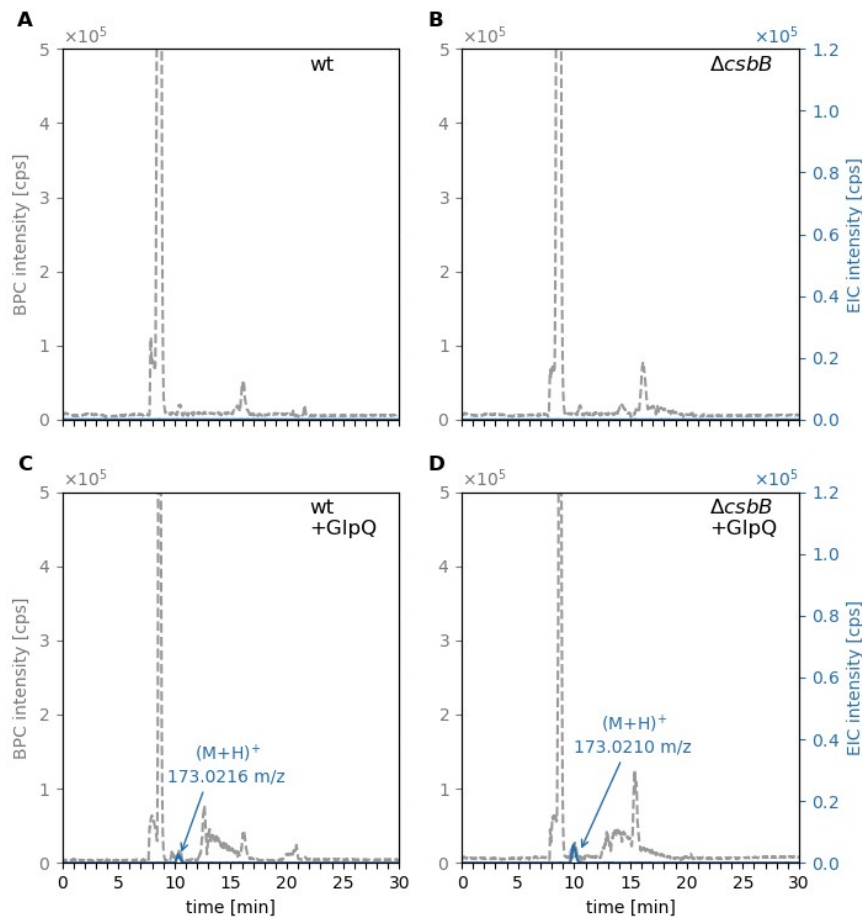 A
×10⁵
wt
5
4
3
2
1
0
BPC intensity [cps]
B
×10⁵
×10⁵
ΔcsbB
5
4
3
2
1
0
1.2
1.0
0.8
0.6
0.4
0.2
0.0
EIC intensity [cps]
C
×10⁵
wt
+GlpQ
5
4
3
2
1
0
BPC intensity [cps]
(M+H)⁺
173.0216 m/z
0 5 10 15 20 25 30
time [min]
D
×10⁵
×10⁵
ΔcsbB
+GlpQ
5
4
3
2
1
0
(M+H)⁺
173.0210 m/z
1.2
1.0
0.8
0.6
0.4
0.2
0.0
EIC intensity [cps]
0 5 10 15 20 25 30
time [min]